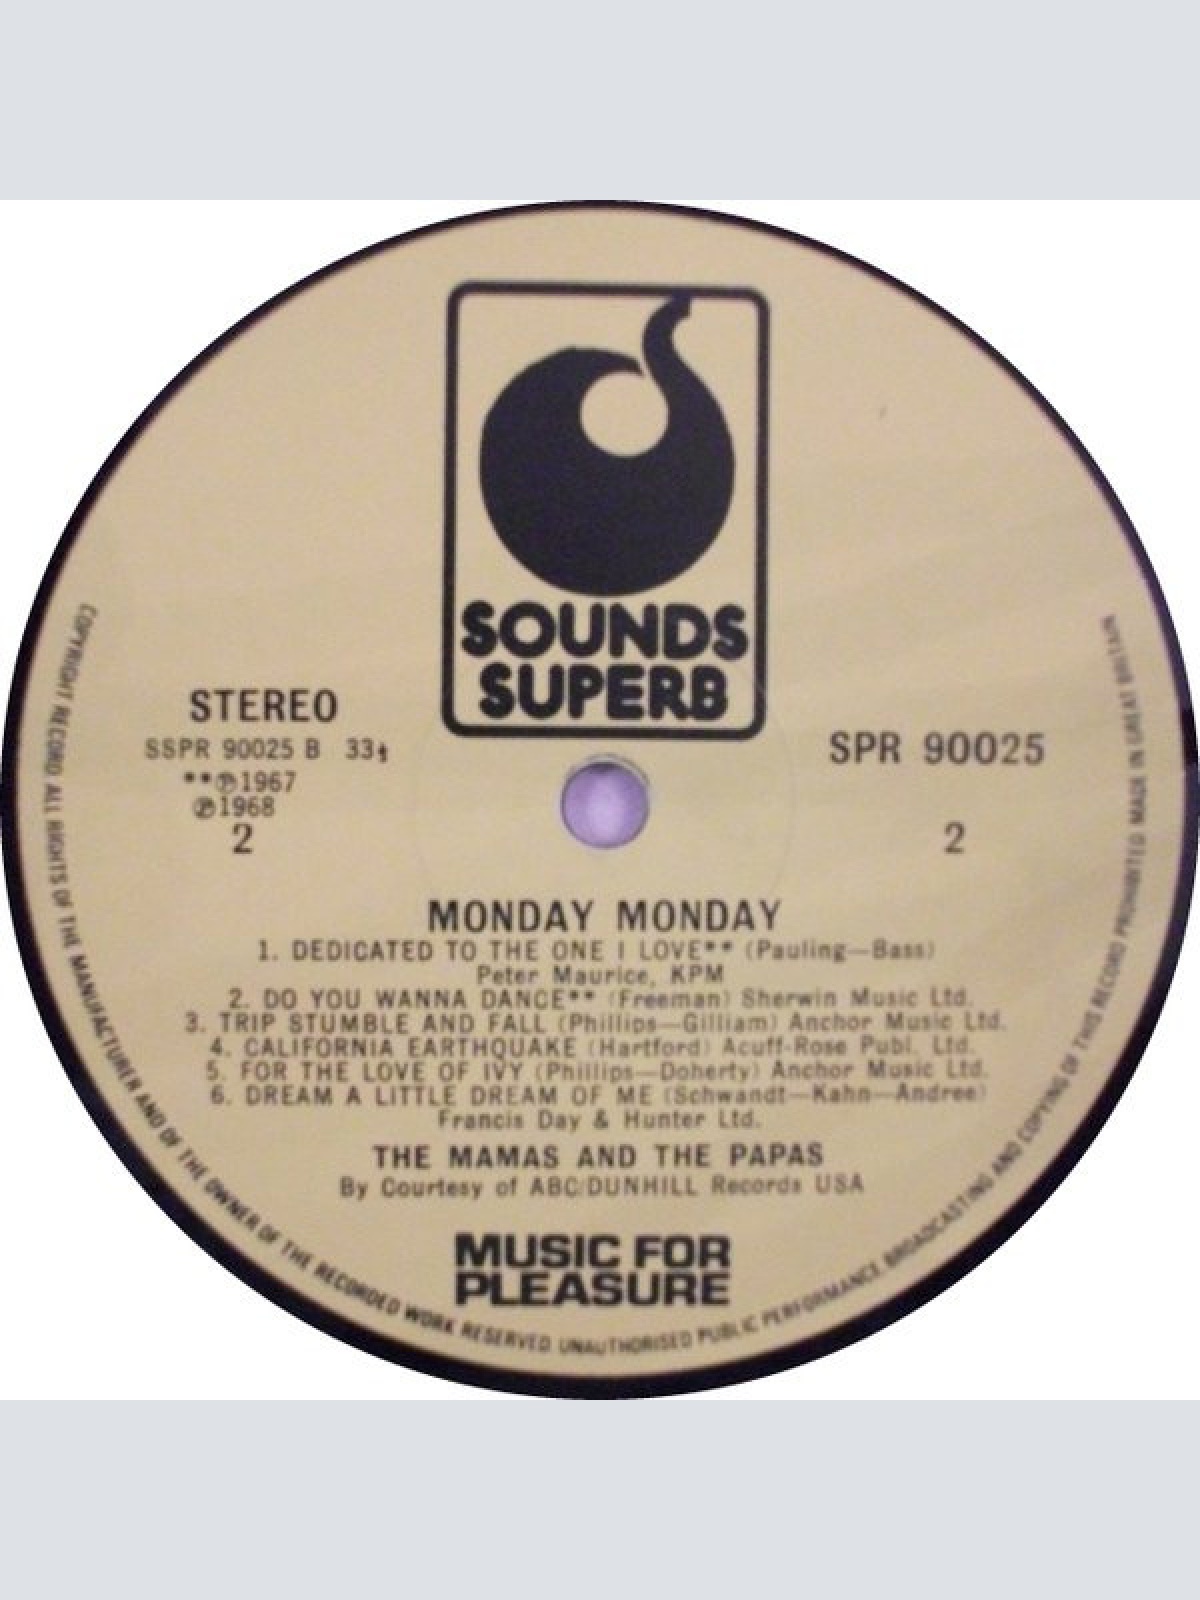 SOUNDS
SUPERB
STEREO
SSPR 90025 B 33⅓
**℗1967
℗1968
2
SPR 90025
2
MONDAY MONDAY
1. DEDICATED TO THE ONE I LOVE** (Pauling—Bass)
Peter Maurice, KPM
2. DO YOU WANNA DANCE** (Freeman) Sherwin Music Ltd.
3. TRIP STUMBLE AND FALL (Phillips—Gilliam) Anchor Music Ltd.
4. CALIFORNIA EARTHQUAKE (Hartford) Acuff-Rose Publ. Ltd.
5. FOR THE LOVE OF IVY (Phillips—Doherty) Anchor Music Ltd.
6. DREAM A LITTLE DREAM OF ME (Schwandt—Kahn—Andree)
Francis Day & Hunter Ltd.
THE MAMAS AND THE PAPAS
By Courtesy of ABC/DUNHILL Records USA
MUSIC FOR
PLEASURE
COPYRIGHT RECORD ALL RIGHTS OF THE MANUFACTURER AND OF THE OWNER OF THE RECORDED WORK RESERVED UNAUTHORISED PUBLIC PERFORMANCE BROADCASTING AND COPYING OF THIS RECORD PROHIBITED MADE IN GREAT BRITAIN